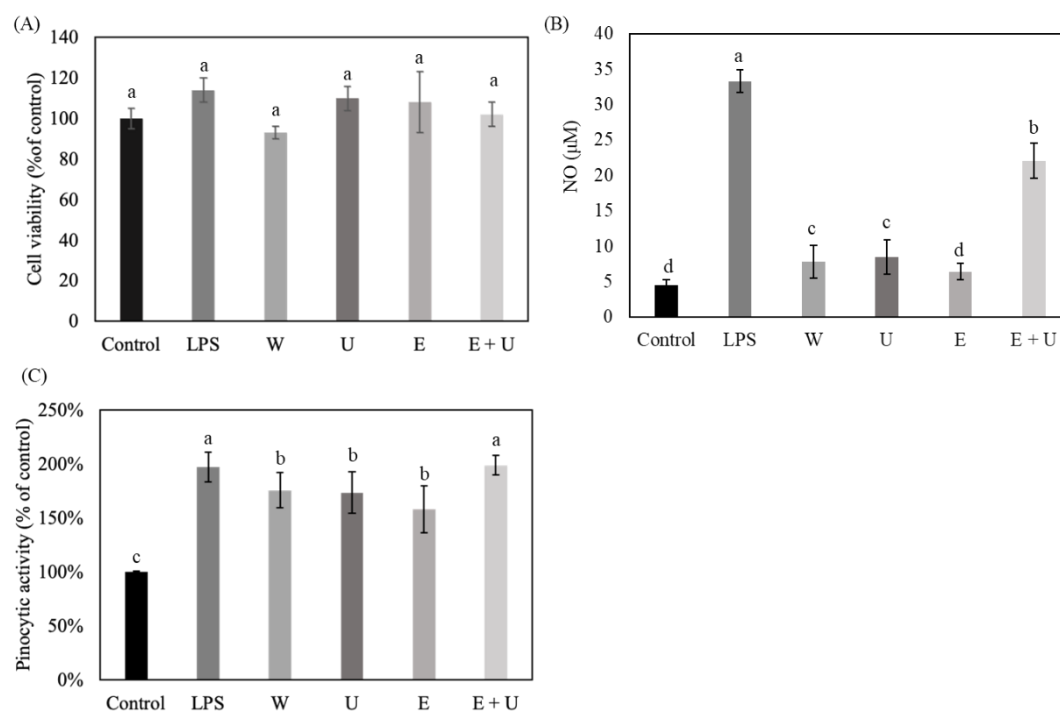 (A)
Cell viability (%of control)
140
120
100
80
60
40
20
0
a
a
a
a
a
a
Control LPS W U E E + U
(B)
NO (μM)
40
35
30
25
20
15
10
5
0
d
a
c
c
d
b
Control LPS W U E E + U
(C)
Pinocytic activity (% of control)
250%
200%
150%
100%
50%
0%
c
a
b
b
b
a
Control LPS W U E E + U